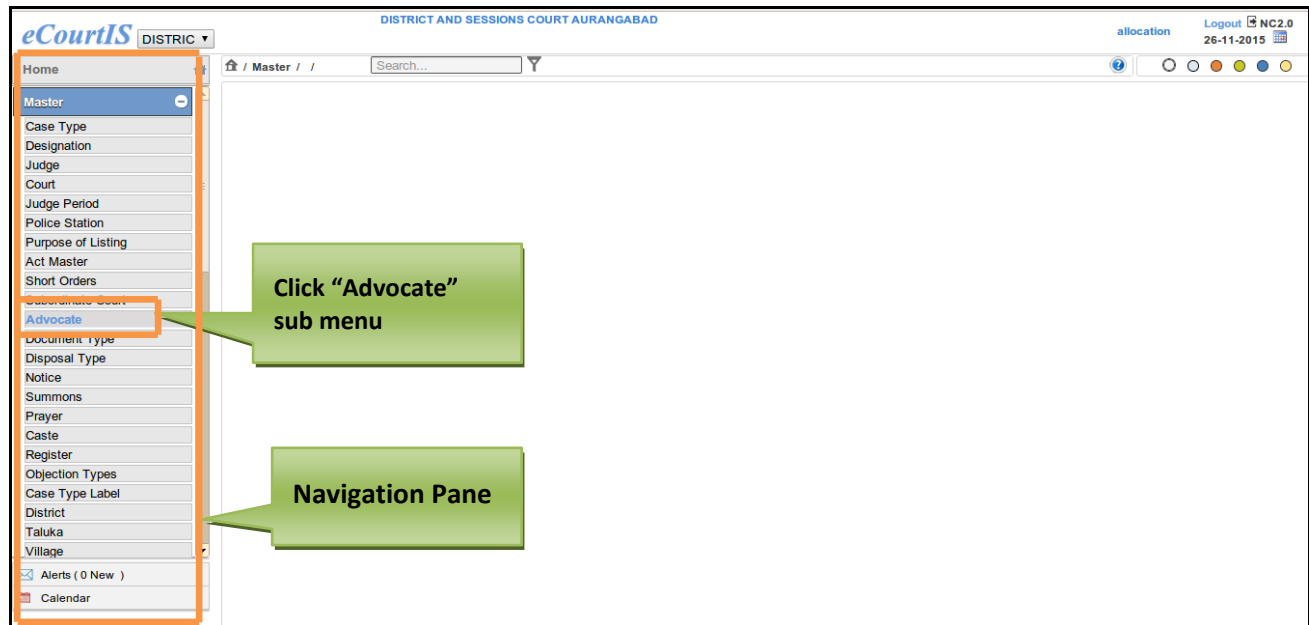 DISTRICT AND SESSIONS COURT AURANGABAD
eCourtIS DISTRIC
allocation
Logout NC2.0
26-11-2015
Home
/ Master / /
Search...
Master
Case Type
Designation
Judge
Court
Judge Period
Police Station
Purpose of Listing
Act Master
Short Orders
Subordinate Court
Advocate
Document Type
Disposal Type
Notice
Summons
Prayer
Caste
Register
Objection Types
Case Type Label
District
Taluka
Village
Alerts ( 0 New )
Calendar
Click “Advocate”
sub menu
Navigation Pane